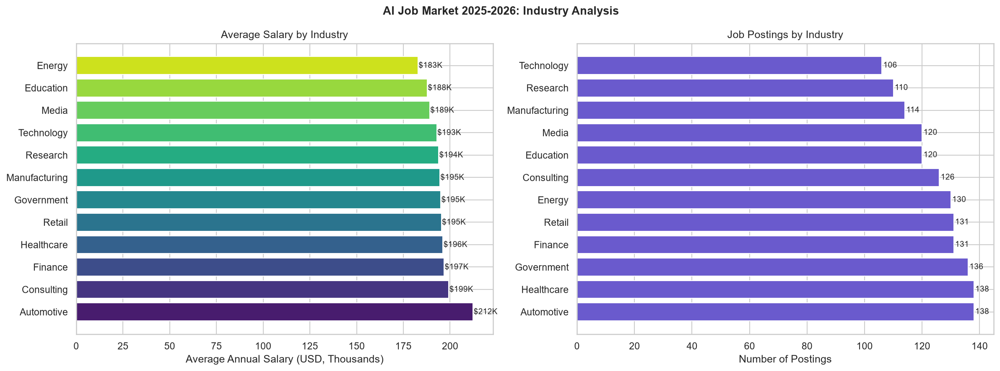 AI Job Market 2025-2026: Industry Analysis
Average Salary by Industry
Energy $183K
Education $188K
Media $189K
Technology $193K
Research $194K
Manufacturing $195K
Government $195K
Retail $195K
Healthcare $196K
Finance $197K
Consulting $199K
Automotive $212K
0 25 50 75 100 125 150 175 200
Average Annual Salary (USD, Thousands)
Job Postings by Industry
Technology 106
Research 110
Manufacturing 114
Media 120
Education 120
Consulting 126
Energy 130
Retail 131
Finance 131
Government 136
Healthcare 138
Automotive 138
0 20 40 60 80 100 120 140
Number of Postings